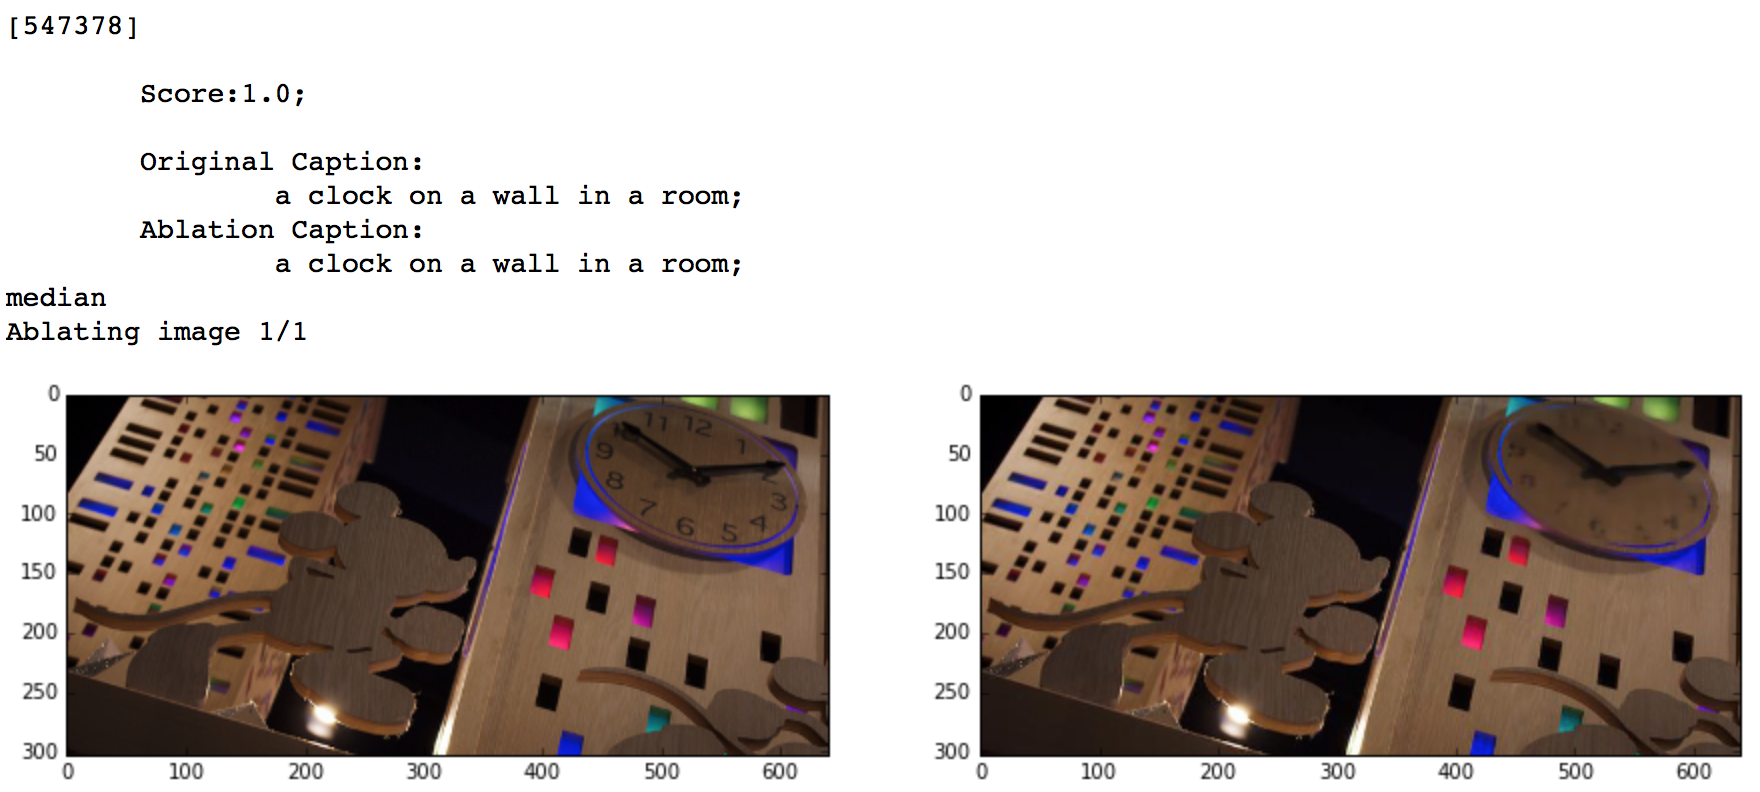 [547378]
Score:1.0;
Original Caption:
a clock on a wall in a room;
Ablation Caption:
a clock on a wall in a room;
median
Ablating image 1/1
0
50
100
150
200
250
300
0 100 200 300 400 500 600
11 12 1
10 2
9 3
8 4
7 6 5
0
50
100
150
200
250
300
0 100 200 300 400 500 600